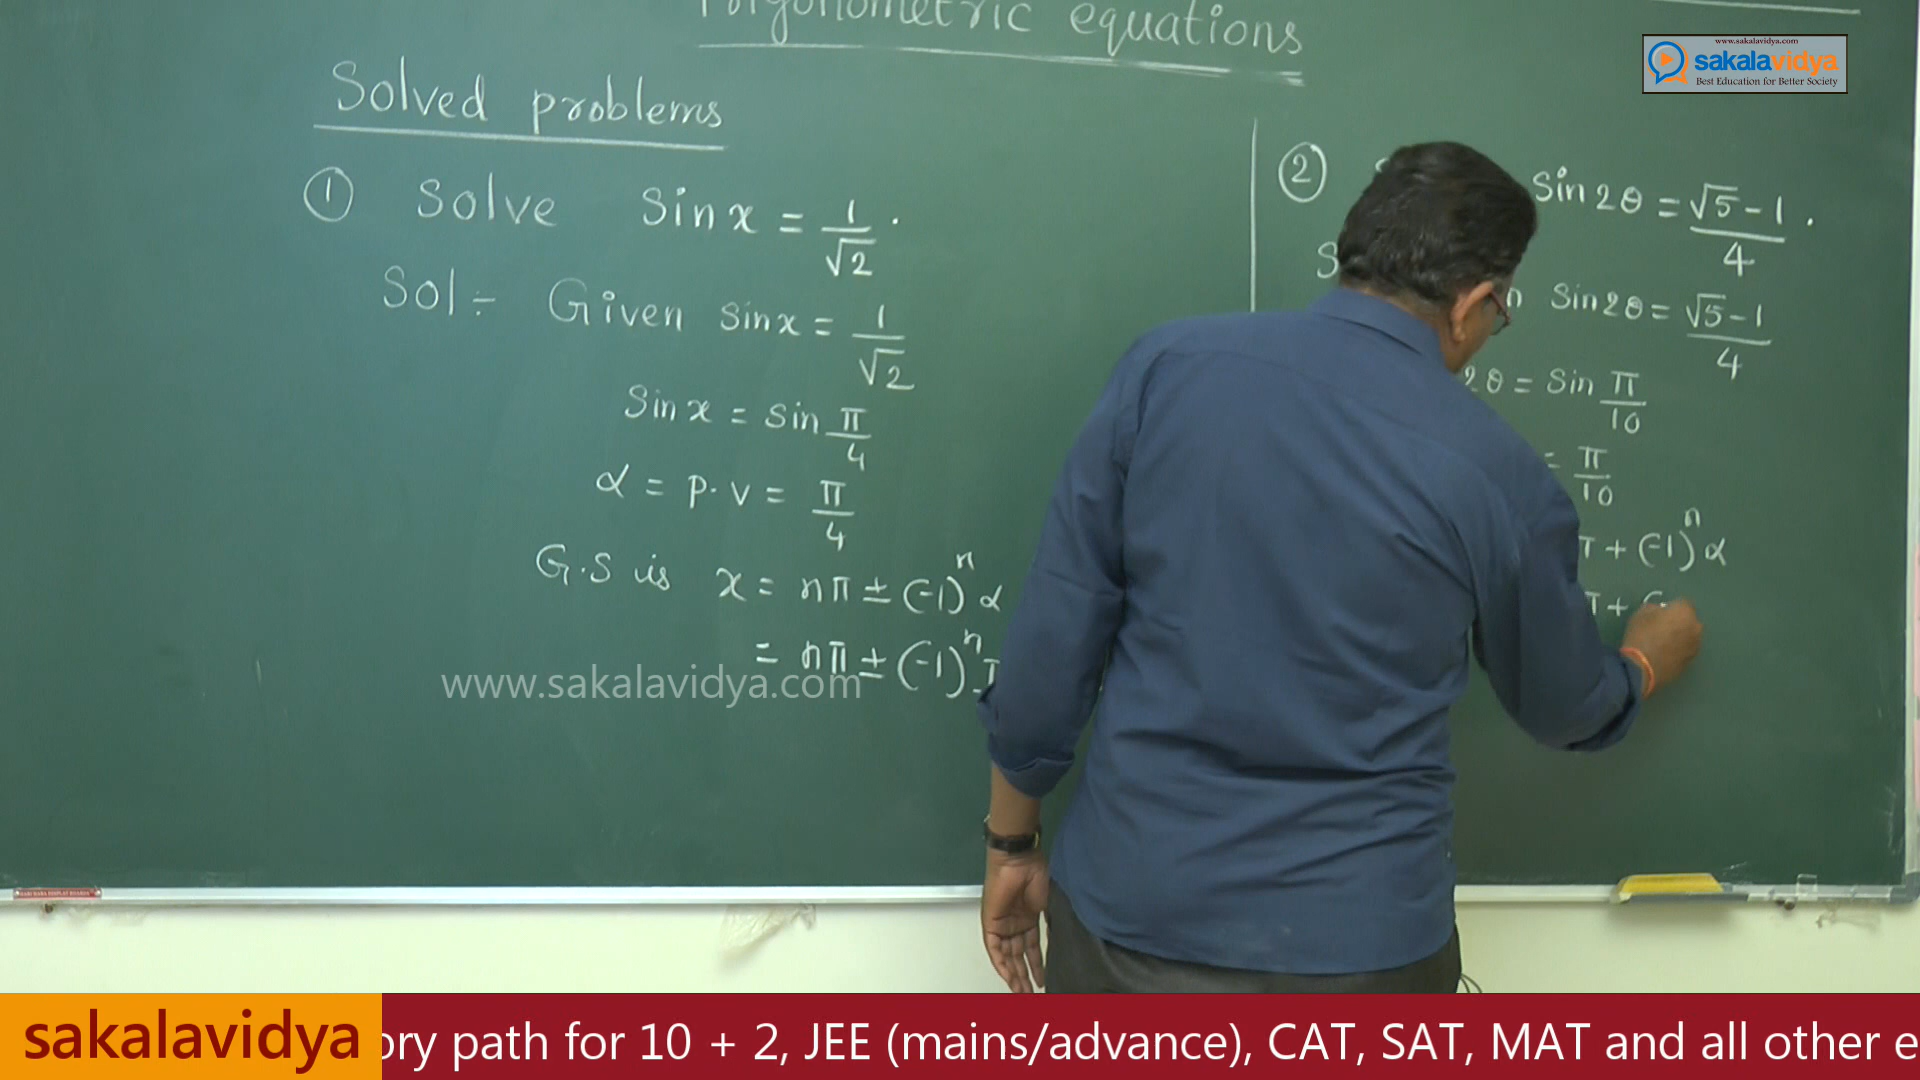 Trigonometric equations
www.sakalavidya.com
sakalavidya
Best Education for Better Society
Solved problems
① Solve Sin x = 1/√2 .
Sol÷ Given Sin x = 1/√2
Sin x = Sin π/4
α = P.V = π/4
G.S is x = nπ ± (-1)^n α
= nπ ± (-1)^n
② Sin 2θ = √5-1/4 .
Sin 2θ = √5-1/4
2θ = Sin π/10
= π/10
π + (-1)^n α
π + (
www.sakalavidya.com
sakalavidya
ory path for 10 + 2, JEE (mains/advance), CAT, SAT, MAT and all other e